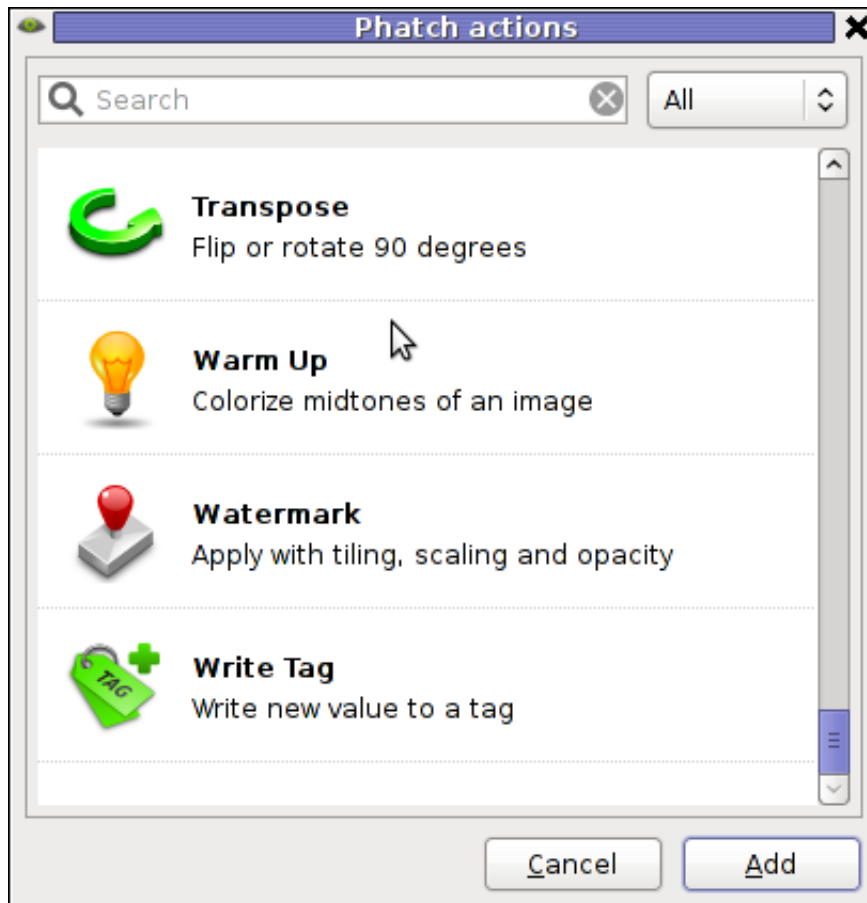 Phatch actions
Search
All
Transpose
Flip or rotate 90 degrees
Warm Up
Colorize midtones of an image
Watermark
Apply with tiling, scaling and opacity
TAG
Write Tag
Write new value to a tag
Cancel
Add